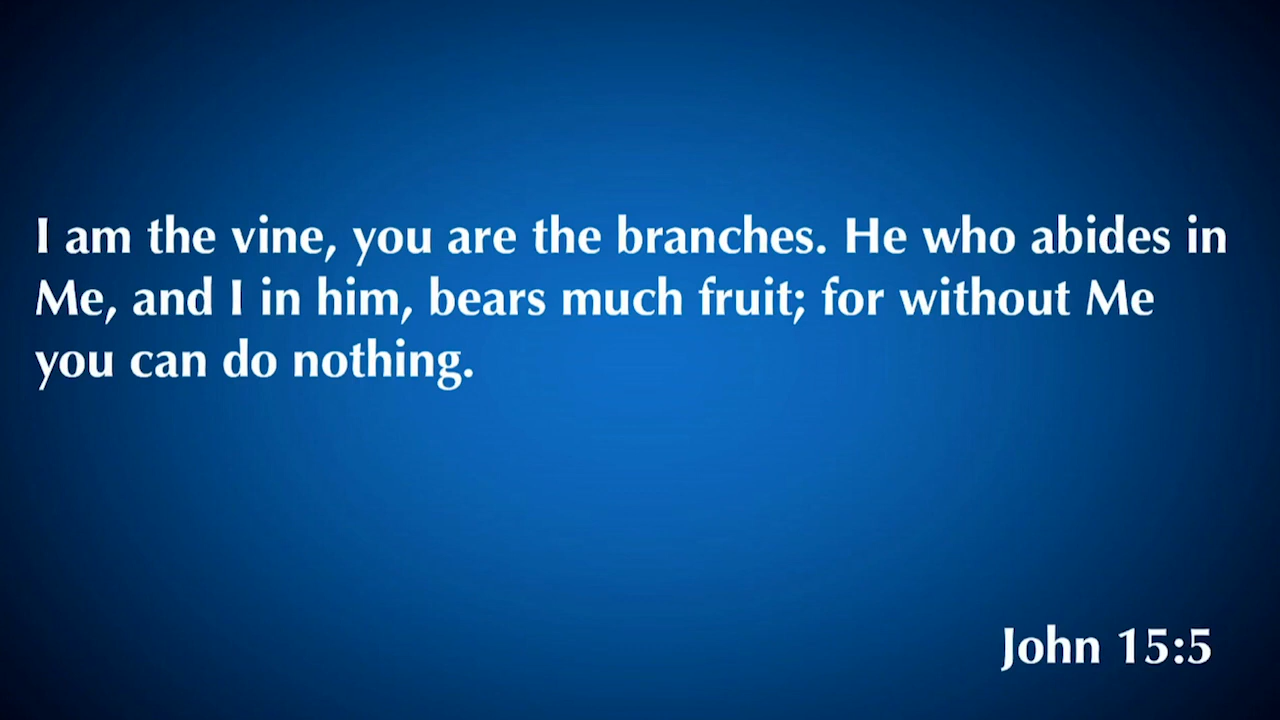 I am the vine, you are the branches. He who abides in
Me, and I in him, bears much fruit; for without Me
you can do nothing.
John 15:5